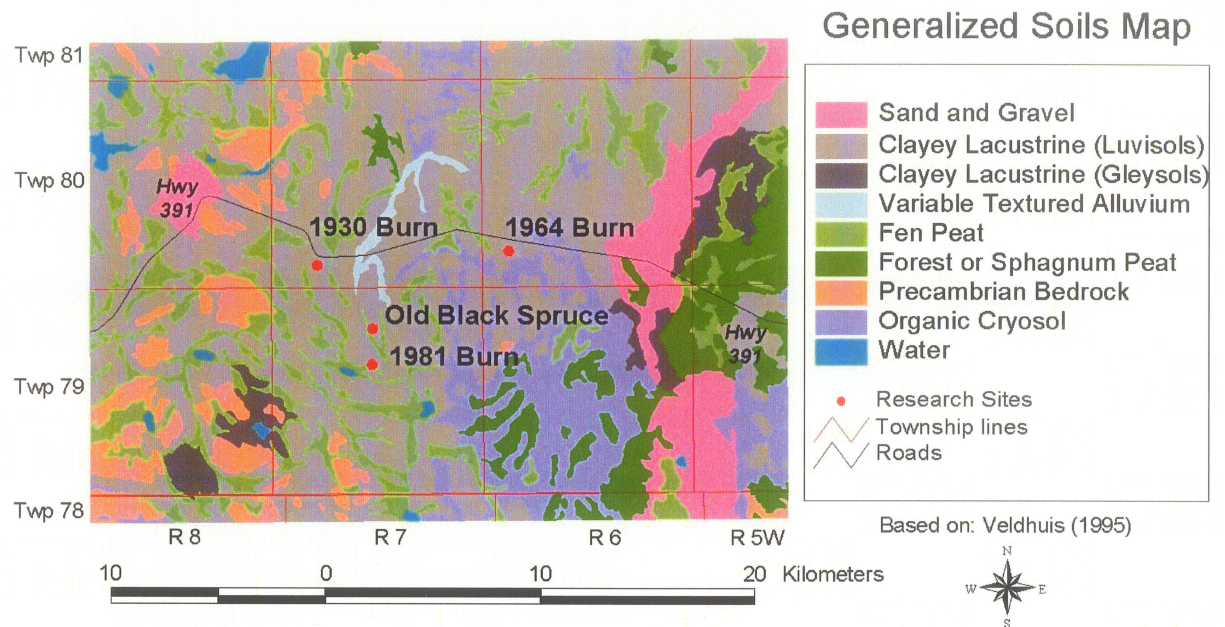 Generalized Soils Map
Twp 81
Twp 80
Twp 79
Twp 78
Hwy
391
1930 Burn
1964 Burn
Old Black Spruce
1981 Burn
Hwy
391
R 8
R 7
R 6
R 5W
10
0
10
20
Kilometers
Sand and Gravel
Clayey Lacustrine (Luvisols)
Clayey Lacustrine (Gleysols)
Variable Textured Alluvium
Fen Peat
Forest or Sphagnum Peat
Precambrian Bedrock
Organic Cryosol
Water
Research Sites
Township lines
Roads
Based on: Veldhuis (1995)
N
W
E
S